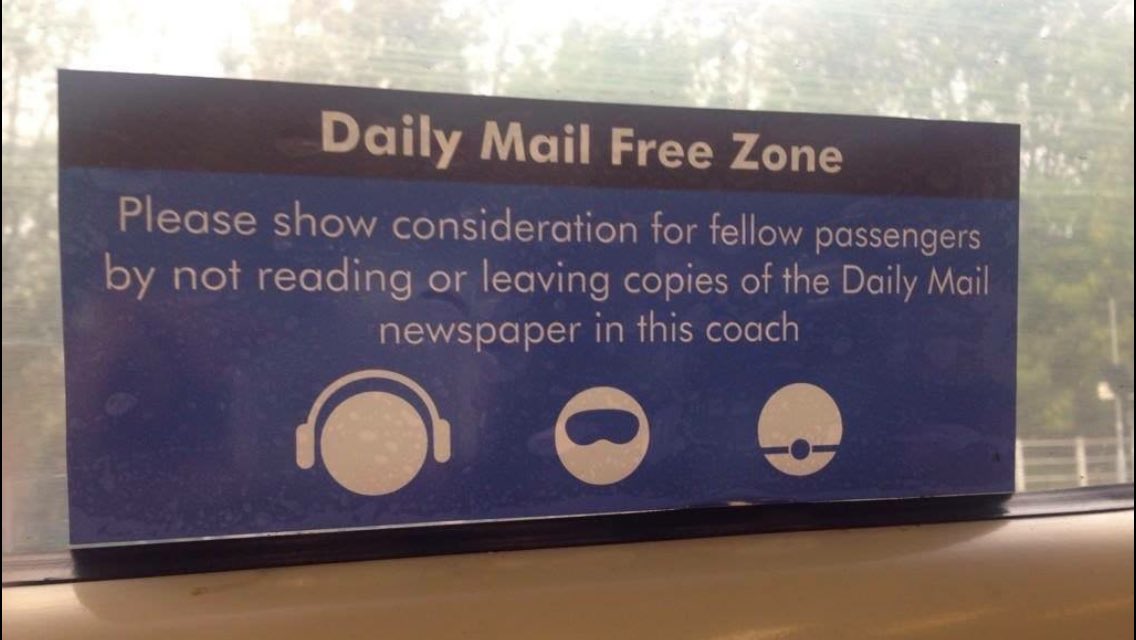 Daily Mail Free Zone
Please show consideration for fellow passengers
by not reading or leaving copies of the Daily Mail
newspaper in this coach